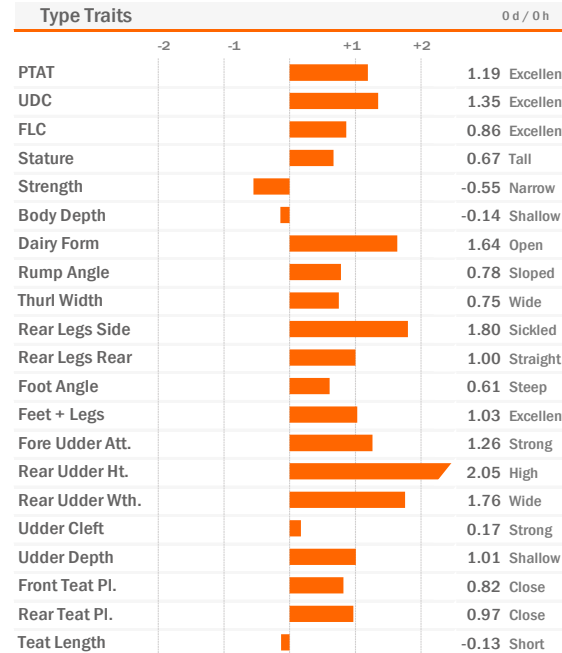 Type Traits 0 d / 0 h
-2 -1 +1 +2
PTAT 1.19 Excellen
UDC 1.35 Excellen
FLC 0.86 Excellen
Stature 0.67 Tall
Strength -0.55 Narrow
Body Depth -0.14 Shallow
Dairy Form 1.64 Open
Rump Angle 0.78 Sloped
Thurl Width 0.75 Wide
Rear Legs Side 1.80 Sickled
Rear Legs Rear 1.00 Straight
Foot Angle 0.61 Steep
Feet + Legs 1.03 Excellen
Fore Udder Att. 1.26 Strong
Rear Udder Ht. 2.05 High
Rear Udder Wth. 1.76 Wide
Udder Cleft 0.17 Strong
Udder Depth 1.01 Shallow
Front Teat Pl. 0.82 Close
Rear Teat Pl. 0.97 Close
Teat Length -0.13 Short